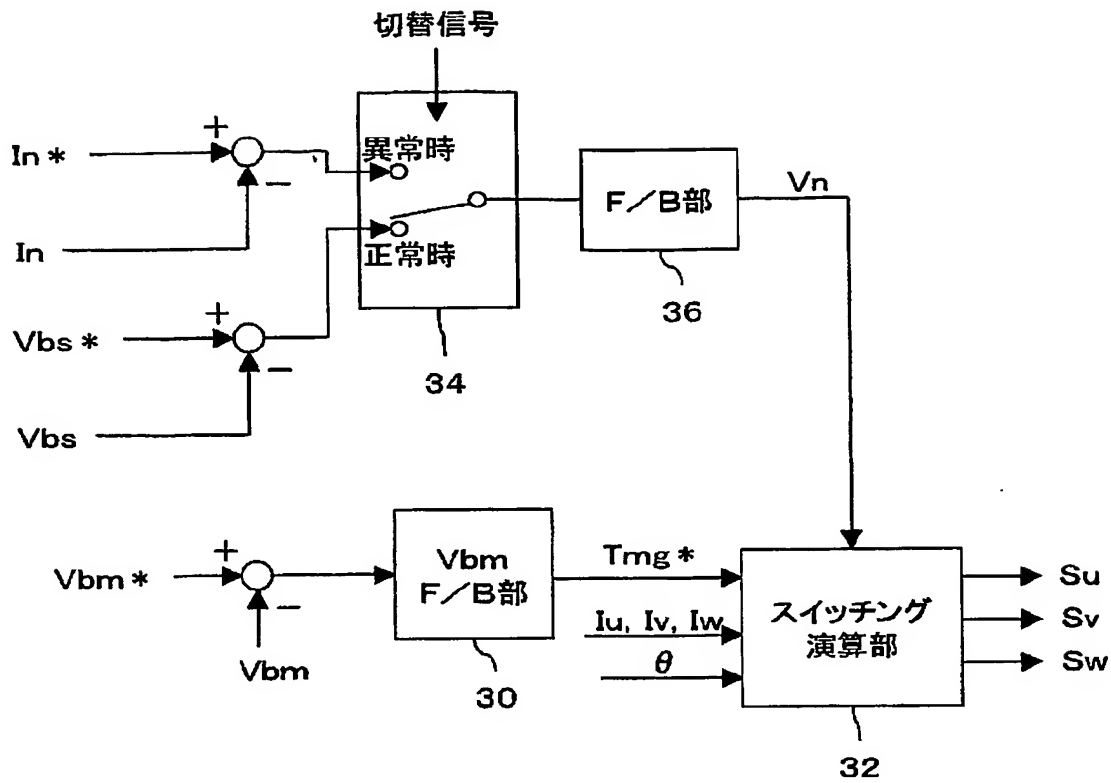 切替信号
In*
+
−
異常時
In
正常時
F／B部
Vn
36
34
Vbs*
+
−
Vbs
Vbm*
+
−
Vbm
Vbm
F／B部
30
Tmg*
Iu, Iv, Iw
θ
スイッチング
演算部
32
Su
Sv
Sw